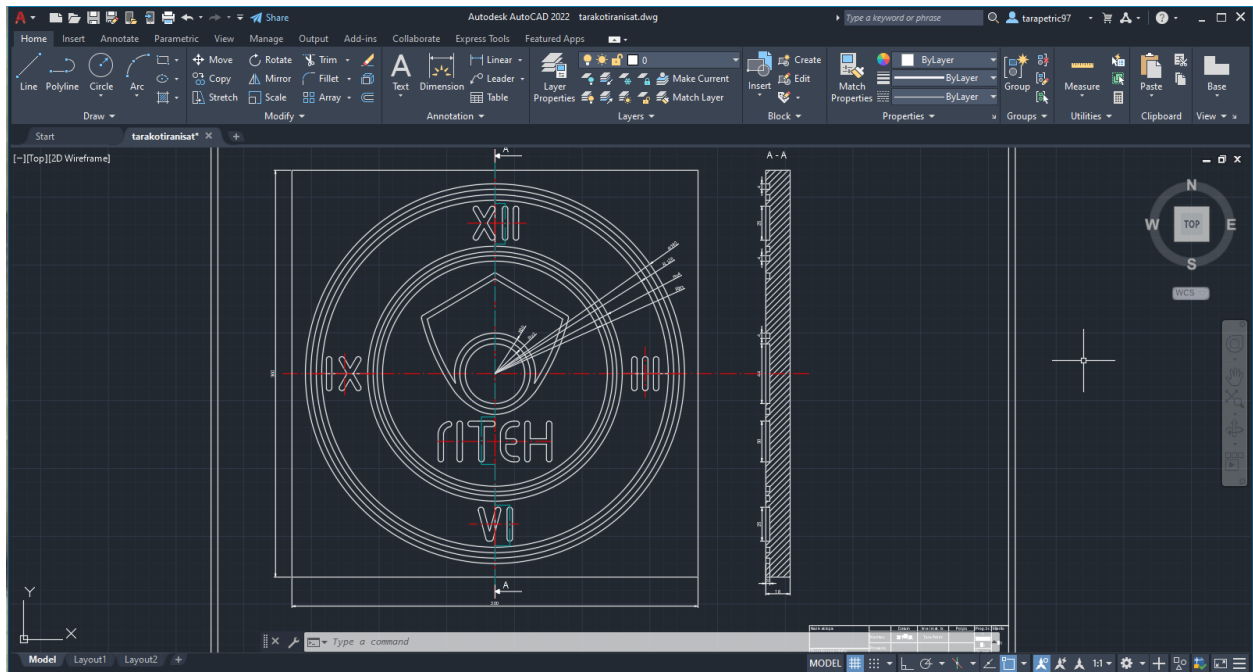 Share
Autodesk AutoCAD 2022 tarakotiranisat.dwg
Type a keyword or phrase
tarapetric97
Home Insert Annotate Parametric View Manage Output Add-ins Collaborate Express Tools Featured Apps
Line Polyline Circle Arc
Move Rotate Trim
Copy Mirror Fillet
Stretch Scale Array
Text Dimension
Linear
Leader
Table
Layer Properties
0
Make Current
Match Layer
Insert
Create
Edit
Match Properties
ByLayer
ByLayer
ByLayer
Group
Measure
Paste
Base
Draw Modify Annotation Layers Block Properties Groups Utilities Clipboard View
Start tarakotiranisat*
[−][Top][2D Wireframe]
A
A - A
XII
IX
III
RITEH
VI
A
N
W TOP E
S
WCS
Y
X
Type a command
Model Layout1 Layout2
MODEL
1:1